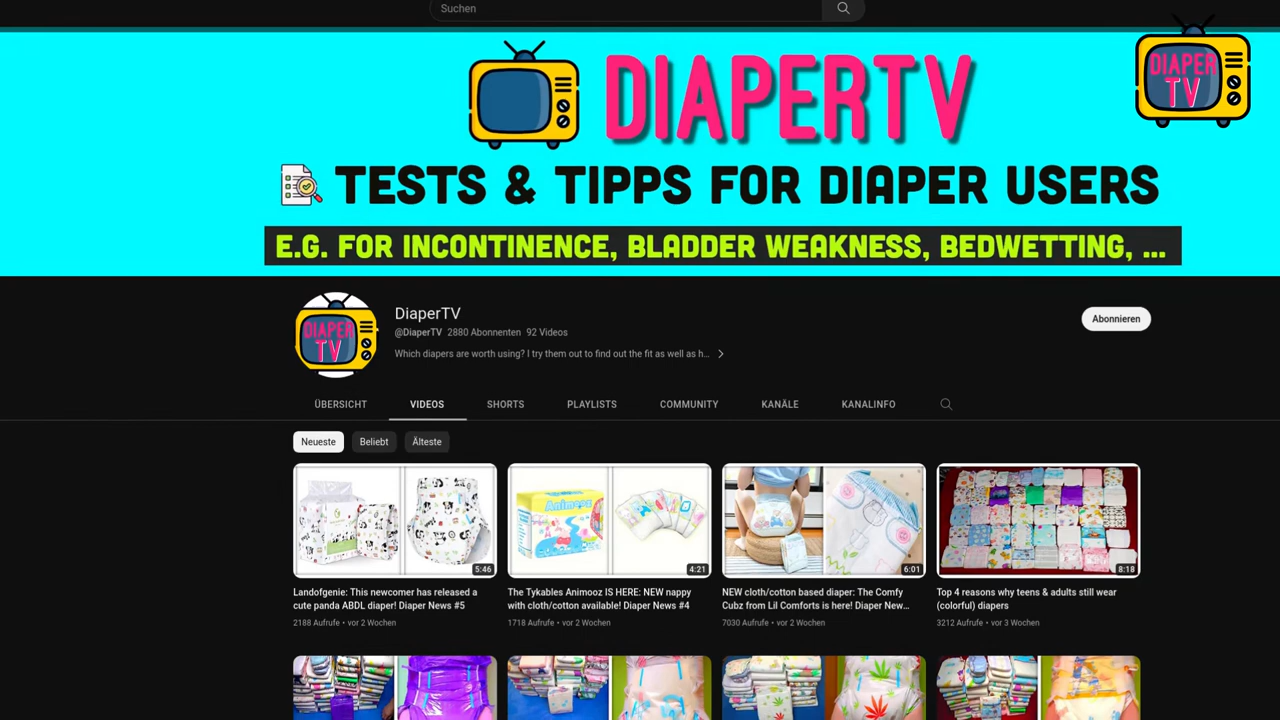 Suchen
DIAPERTV
DIAPER
TV
TESTS & TIPPS FOR DIAPER USERS
E.G. FOR INCONTINENCE, BLADDER WEAKNESS, BEDWETTING, ...
DIAPER
TV
DiaperTV
@DiaperTV 2880 Abonnenten 92 Videos
Which diapers are worth using? I try them out to find out the fit as well as h...
Abonnieren
ÜBERSICHT VIDEOS SHORTS PLAYLISTS COMMUNITY KANÄLE KANALINFO
Neueste Beliebt Älteste
Animooz
5:46
4:21
6:01
8:18
Landofgenie: This newcomer has released a
cute panda ABDL diaper! Diaper News #5
2188 Aufrufe • vor 2 Wochen
The Tykables Animooz IS HERE: NEW nappy
with cloth/cotton available! Diaper News #4
1718 Aufrufe • vor 2 Wochen
NEW cloth/cotton based diaper: The Comfy
Cubz from Lil Comforts is here! Diaper New...
7030 Aufrufe • vor 2 Wochen
Top 4 reasons why teens & adults still wear
(colorful) diapers
3212 Aufrufe • vor 3 Wochen